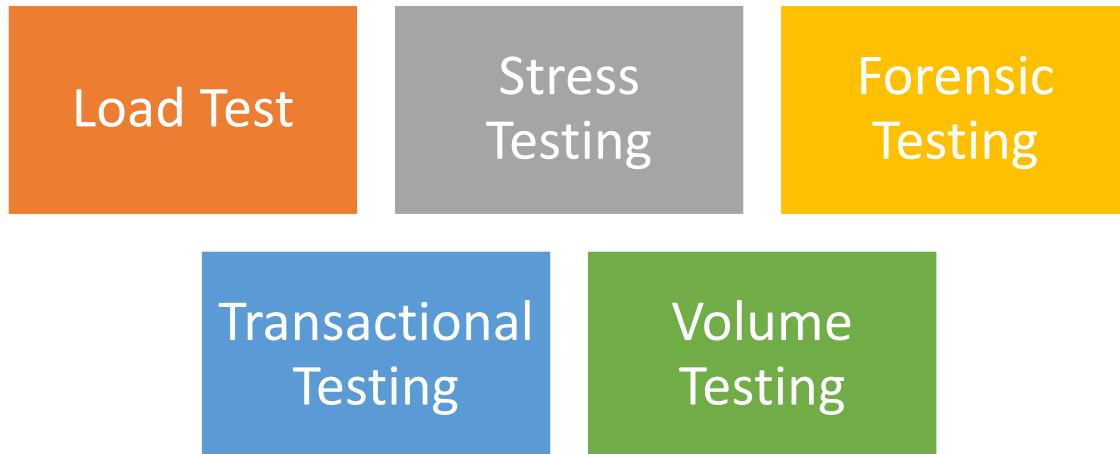 Load Test
Stress
Testing
Forensic
Testing
Transactional
Testing
Volume
Testing